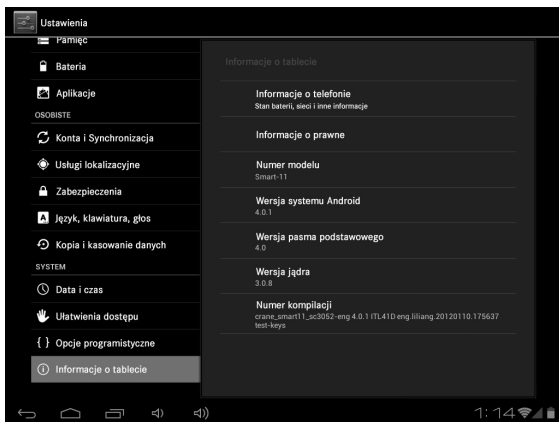 Ustawienia
Pamięć
Bateria
Aplikacje
OSOBISTE
Konta i Synchronizacja
Usługi lokalizacyjne
Zabezpieczenia
A Język, klawiatura, głos
Kopia i kasowanie danych
SYSTEM
Data i czas
Ułatwienia dostępu
{ } Opcje programistyczne
Informacje o tablecie
Informacje o tablecie
Informacje o telefonie
Stan baterii, sieci i inne informacje
Informacje o prawne
Numer modelu
Smart-11
Wersja systemu Android
4.0.1
Wersja pasma podstawowego
4.0
Wersja jądra
3.0.8
Numer kompilacji
crane_smart11_sc3052-eng 4.0.1 ITL41D eng.liliang.20120110.175637
test-keys
1:14